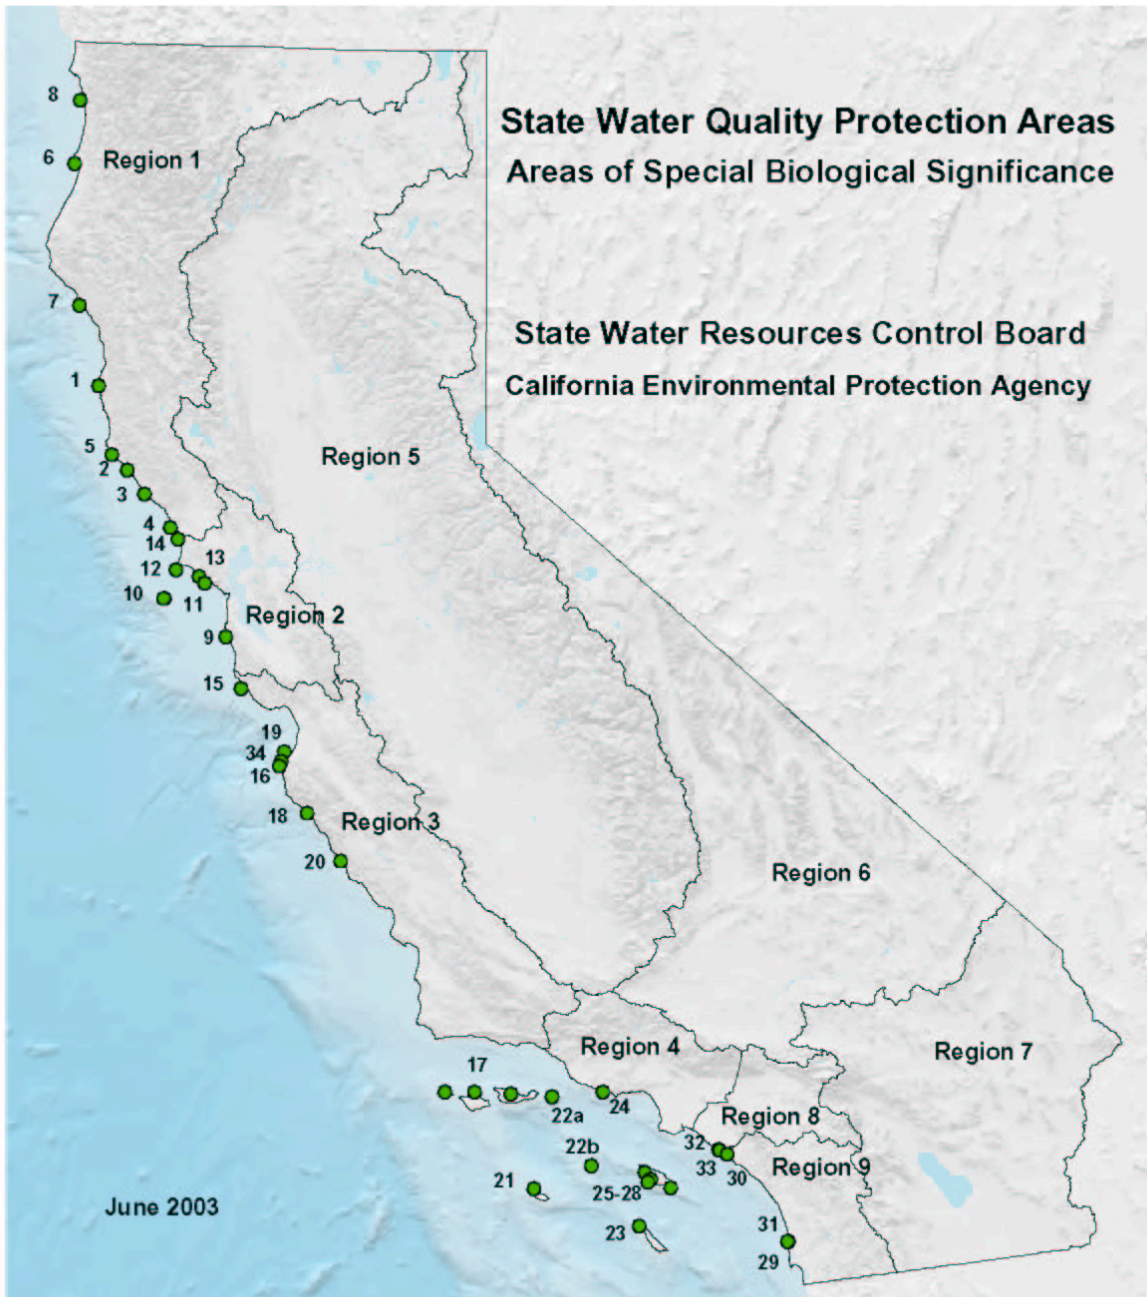 State Water Quality Protection Areas
Areas of Special Biological Significance
State Water Resources Control Board
California Environmental Protection Agency
8
6
Region 1
7
1
Region 5
5
2
3
4
14
13
12
10
11
Region 2
9
15
19
34
16
18
Region 3
20
Region 6
Region 4
Region 7
17
24
22a
Region 8
32
22b
33
30
Region 9
21
25-28
June 2003
23
31
29